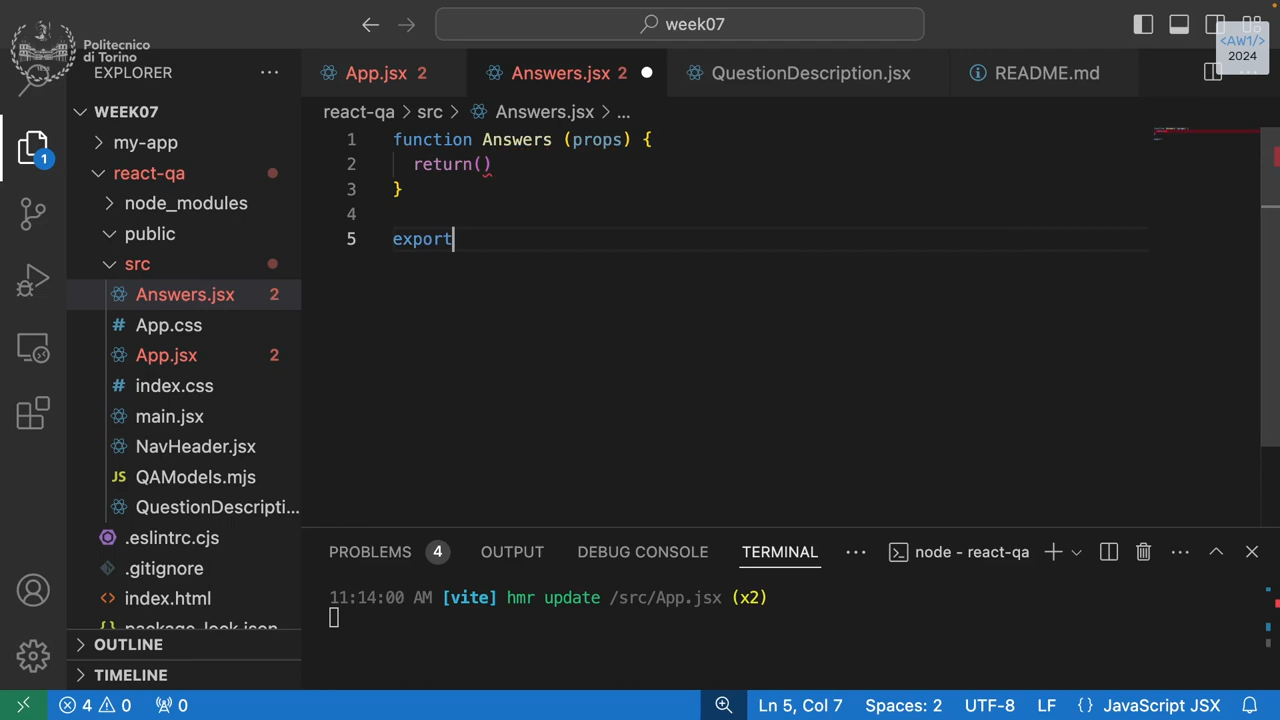 week07
Politecnico
di Torino
<AW1/>
2024
EXPLORER
App.jsx 2
Answers.jsx 2
QuestionDescription.jsx
README.md
WEEK07
react-qa > src > Answers.jsx > ...
my-app
react-qa
node_modules
public
src
Answers.jsx 2
App.css
App.jsx 2
index.css
main.jsx
NavHeader.jsx
JS QAModels.mjs
QuestionDescripti...
.eslintrc.cjs
.gitignore
index.html
package-lock.json
OUTLINE
TIMELINE
1 function Answers (props) {
2 return()
3 }
4
5 export
PROBLEMS 4 OUTPUT DEBUG CONSOLE TERMINAL ... node - react-qa
11:14:00 AM [vite] hmr update /src/App.jsx (x2)
1
4 0 0 Ln 5, Col 7 Spaces: 2 UTF-8 LF {} JavaScript JSX